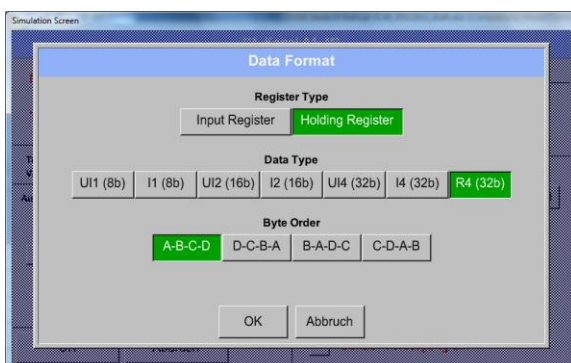 Simulation Screen
Data Format
Register Type
Input Register Holding Register
Data Type
UI1 (8b) I1 (8b) UI2 (16b) I2 (16b) UI4 (32b) I4 (32b) R4 (32b)
Byte Order
A-B-C-D D-C-B-A B-A-D-C C-D-A-B
OK Abbruch